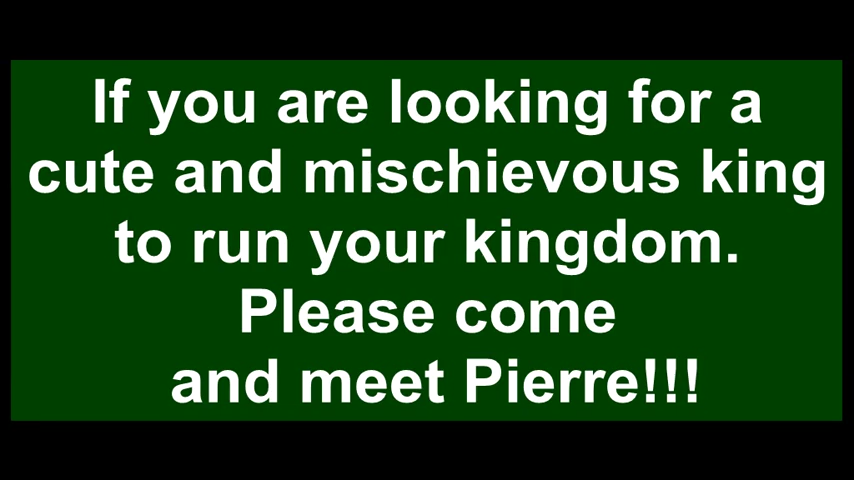 If you are looking for a
cute and mischievous king
to run your kingdom.
Please come
and meet Pierre!!!